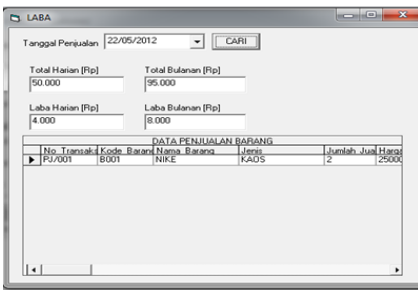 LABA
Tanggal Penjualan 22/05/2012 CARI
Total Harian [Rp] Total Bulanan [Rp]
50.000 95.000
Laba Harian [Rp] Laba Bulanan [Rp]
4.000 8.000
DATA PENJUALAN BARANG
No Transaks Kode Barang Nama Barang Jenis Jumlah Jual Harga
PJ/001 B001 NIKE KAOS 2 25000